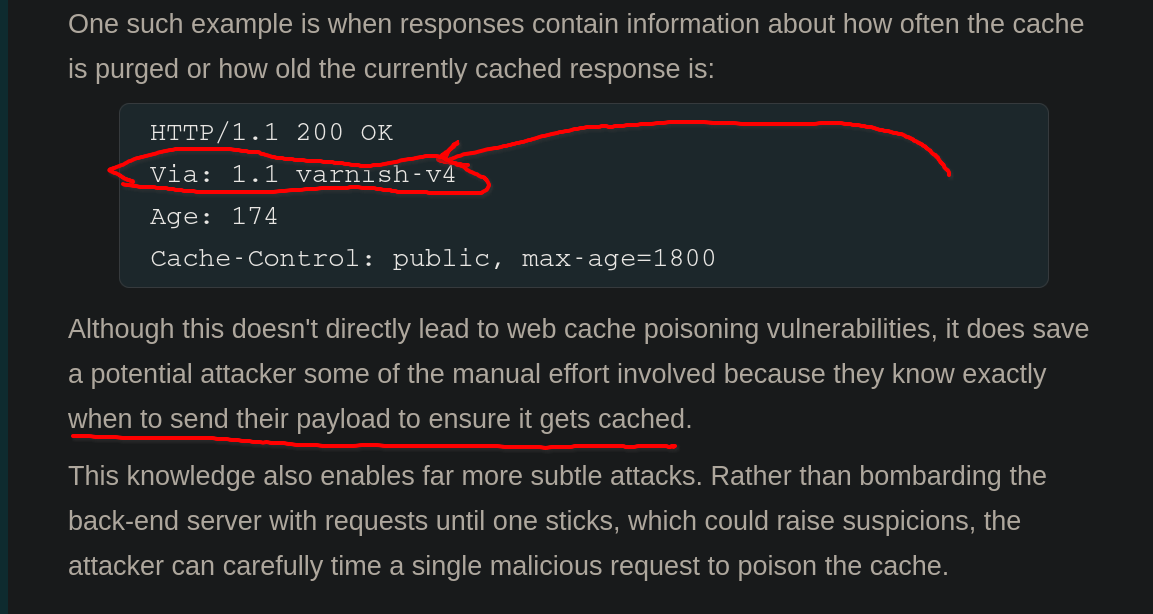 One such example is when responses contain information about how often the cache
is purged or how old the currently cached response is:
HTTP/1.1 200 OK
Via: 1.1 varnish-v4
Age: 174
Cache-Control: public, max-age=1800
Although this doesn't directly lead to web cache poisoning vulnerabilities, it does save
a potential attacker some of the manual effort involved because they know exactly
when to send their payload to ensure it gets cached.
This knowledge also enables far more subtle attacks. Rather than bombarding the
back-end server with requests until one sticks, which could raise suspicions, the
attacker can carefully time a single malicious request to poison the cache.